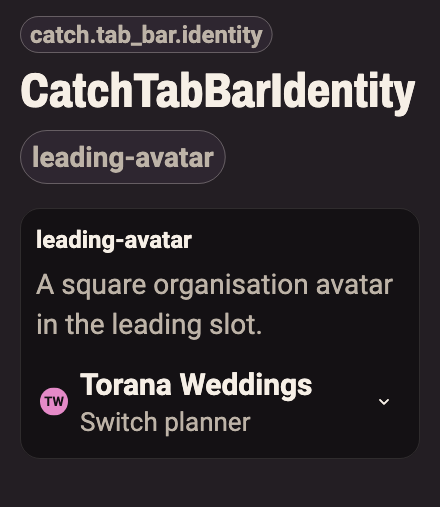 catch.tab_bar.identity
CatchTabBarIdentity
leading-avatar
leading-avatar
A square organisation avatar
in the leading slot.
TW
Torana Weddings
Switch planner